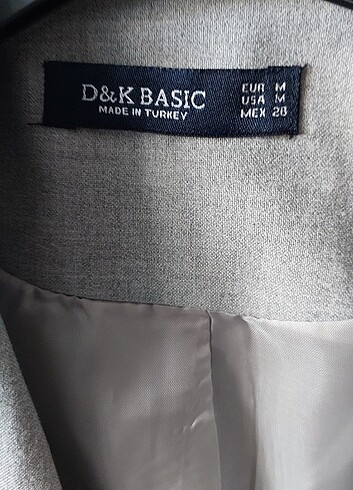 D&K BASIC
MADE IN TURKEY
EUR M
USA M
MEX 28